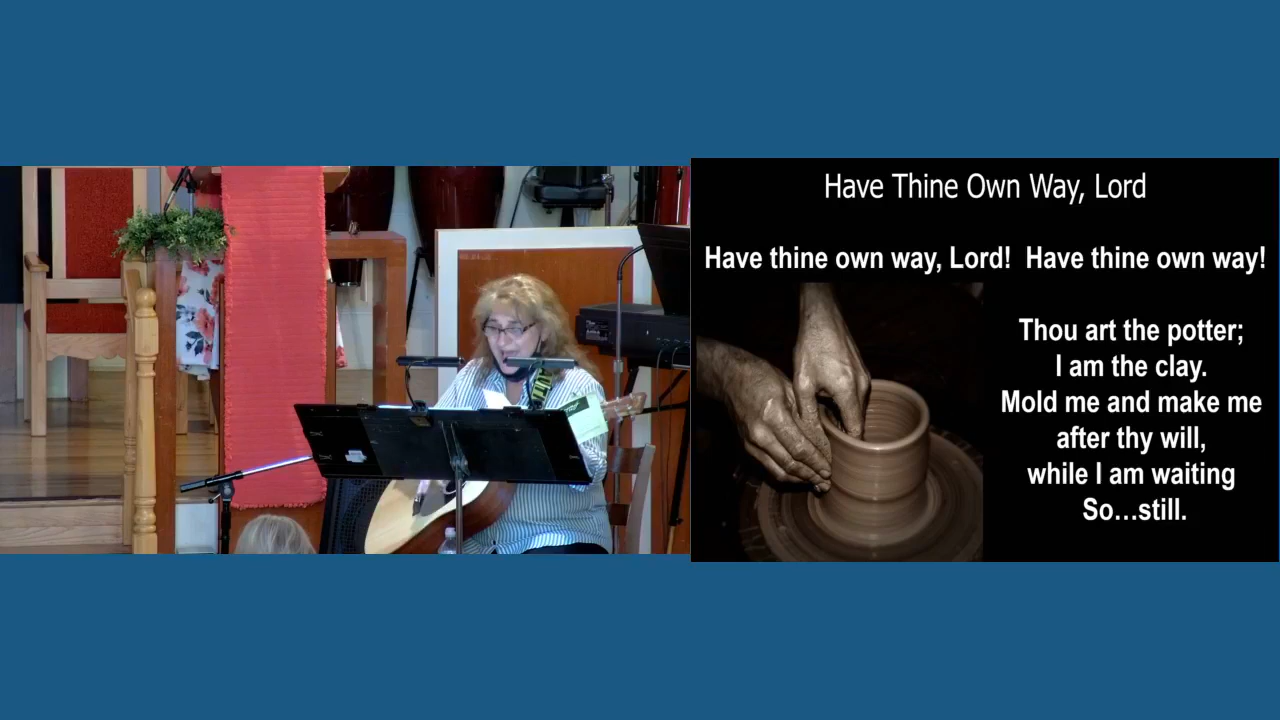 Have Thine Own Way, Lord
Have thine own way, Lord!  Have thine own way!
Thou art the potter;
I am the clay.
Mold me and make me
after thy will,
while I am waiting
So…still.